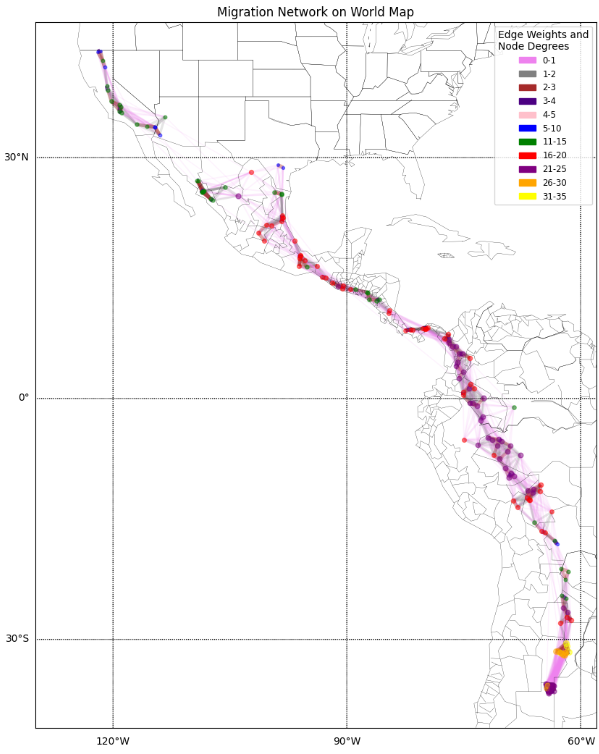 Migration Network on World Map
Edge Weights and
Node Degrees
0-1
1-2
2-3
3-4
4-5
5-10
11-15
16-20
21-25
26-30
31-35
30°N
0°
30°S
120°W
90°W
60°W